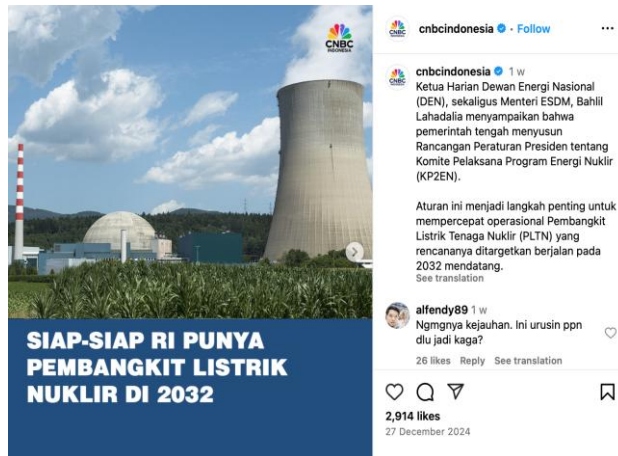 CNBC
INDONESIA
SIAP-SIAP RI PUNYA
PEMBANGKIT LISTRIK
NUKLIR DI 2032
cnbcindonesia · Follow
cnbcindonesia 1 w
Ketua Harian Dewan Energi Nasional
(DEN), sekaligus Menteri ESDM, Bahlil
Lahadalia menyampaikan bahwa
pemerintah tengah menyusun
Rancangan Peraturan Presiden tentang
Komite Pelaksana Program Energi Nuklir
(KP2EN).
Aturan ini menjadi langkah penting untuk
mempercepat operasional Pembangkit
Listrik Tenaga Nuklir (PLTN) yang
rencananya ditargetkan berjalan pada
2032 mendatang.
See translation
alfendy89 1 w
Ngmgnya kejauhan. Ini urusin ppn
dlu jadi kaga?
26 likes Reply See translation
2,914 likes
27 December 2024